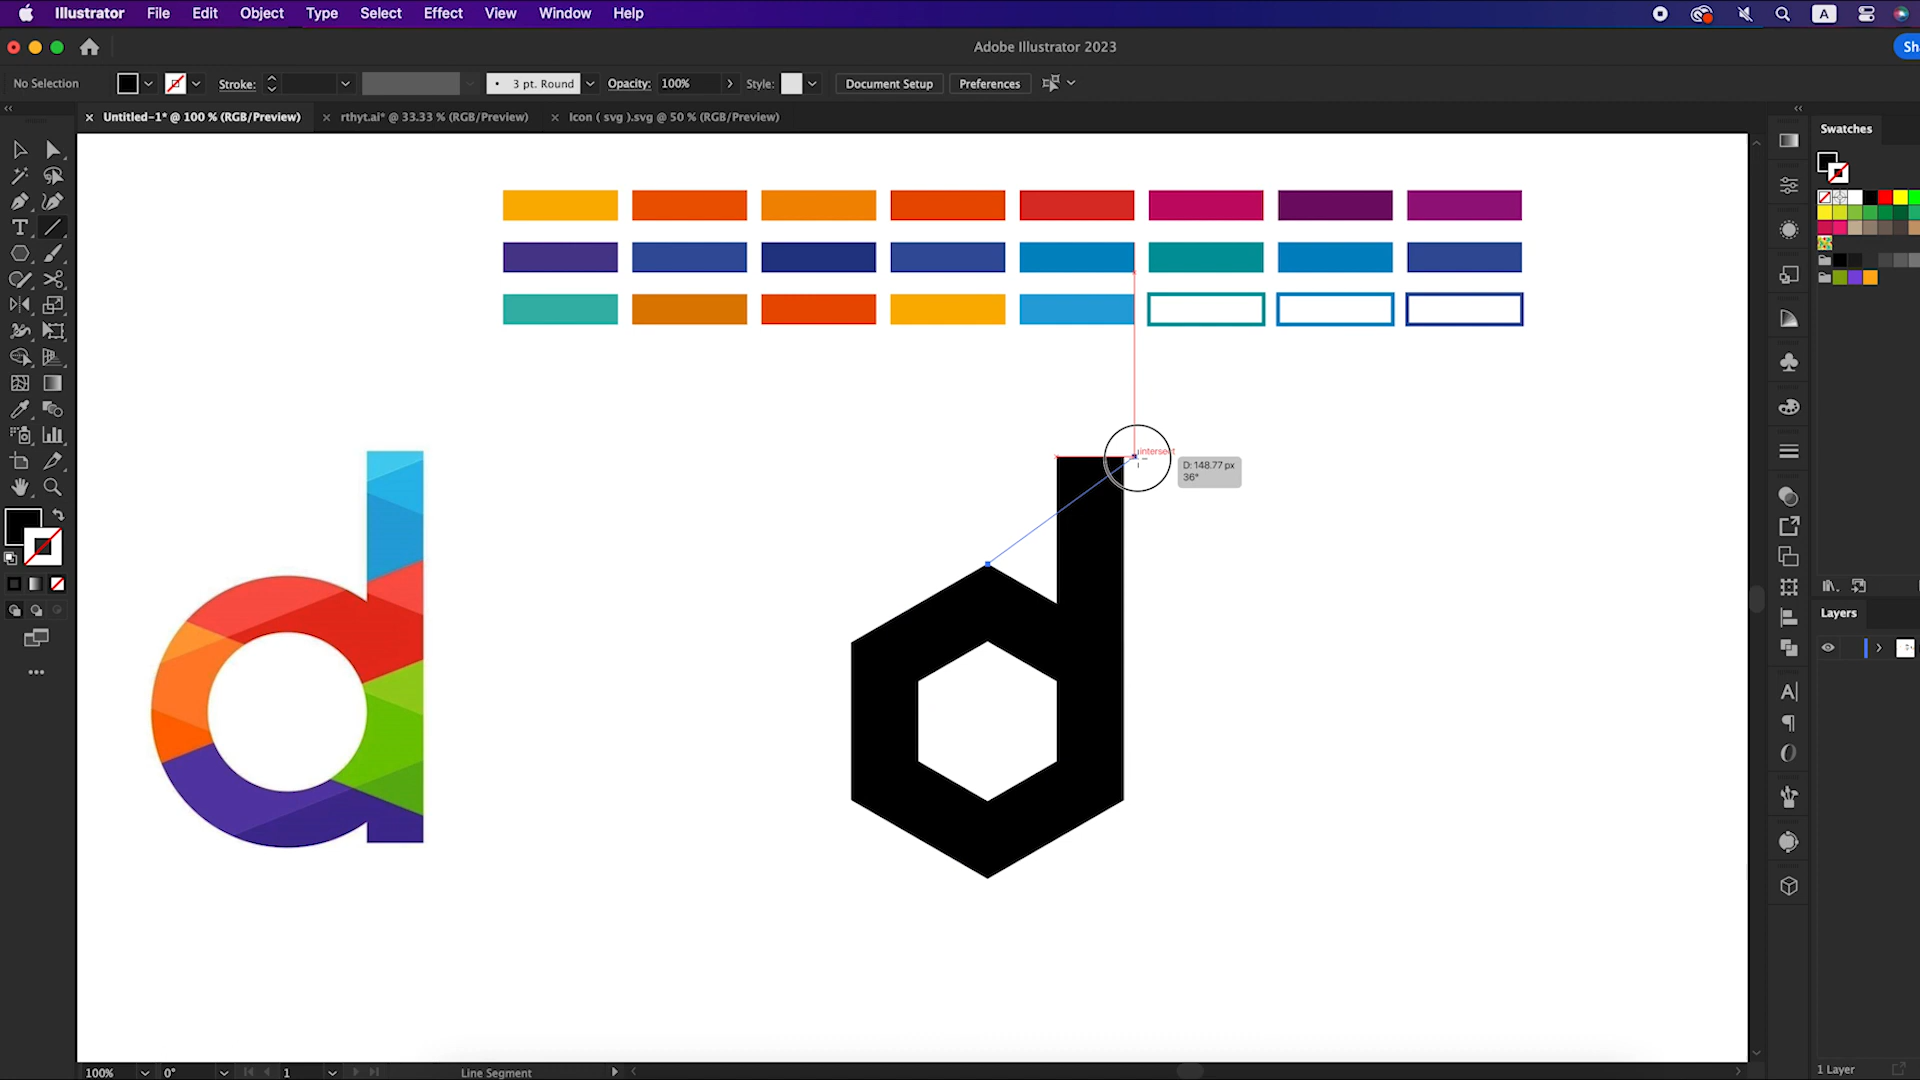 Illustrator File Edit Object Type Select Effect View Window Help A
Adobe Illustrator 2023
No Selection Stroke: 3 pt. Round Opacity: 100% Style: Document Setup Preferences
Untitled-1* @ 100 % (RGB/Preview) rthyt.ai* @ 33.33 % (RGB/Preview) Icon ( svg ).svg @ 50 % (RGB/Preview)
Swatches
intersect
D: 148.77 px
36°
Layers
100% 0° 1 Line Segment
1 Layer